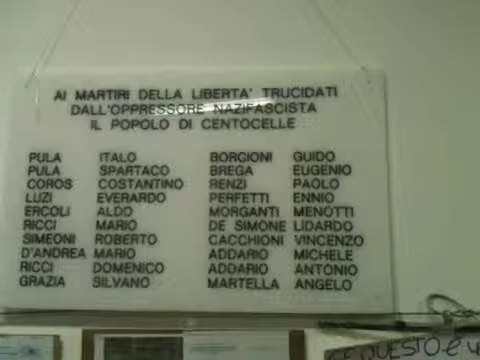 AI MARTIRI DELLA LIBERTA' TRUCIDATI
DALL'OPPRESSORE NAZIFASCISTA
IL POPOLO DI CENTOCELLE
PULA ITALO BORGIONI GUIDO
PULA SPARTACO BREGA EUGENIO
COROS COSTANTINO RENZI PAOLO
LUZI EVERARDO PERFETTI ENNIO
ERCOLI ALDO MORGANTI MENOTTI
RICCI MARIO DE SIMONE LIDARDO
SIMEONI ROBERTO CACCHIONI VINCENZO
D'ANDREA MARIO ADDARIO MICHELE
RICCI DOMENICO ADDARIO ANTONIO
GRAZIA SILVANO MARTELLA ANGELO
QUESTO È